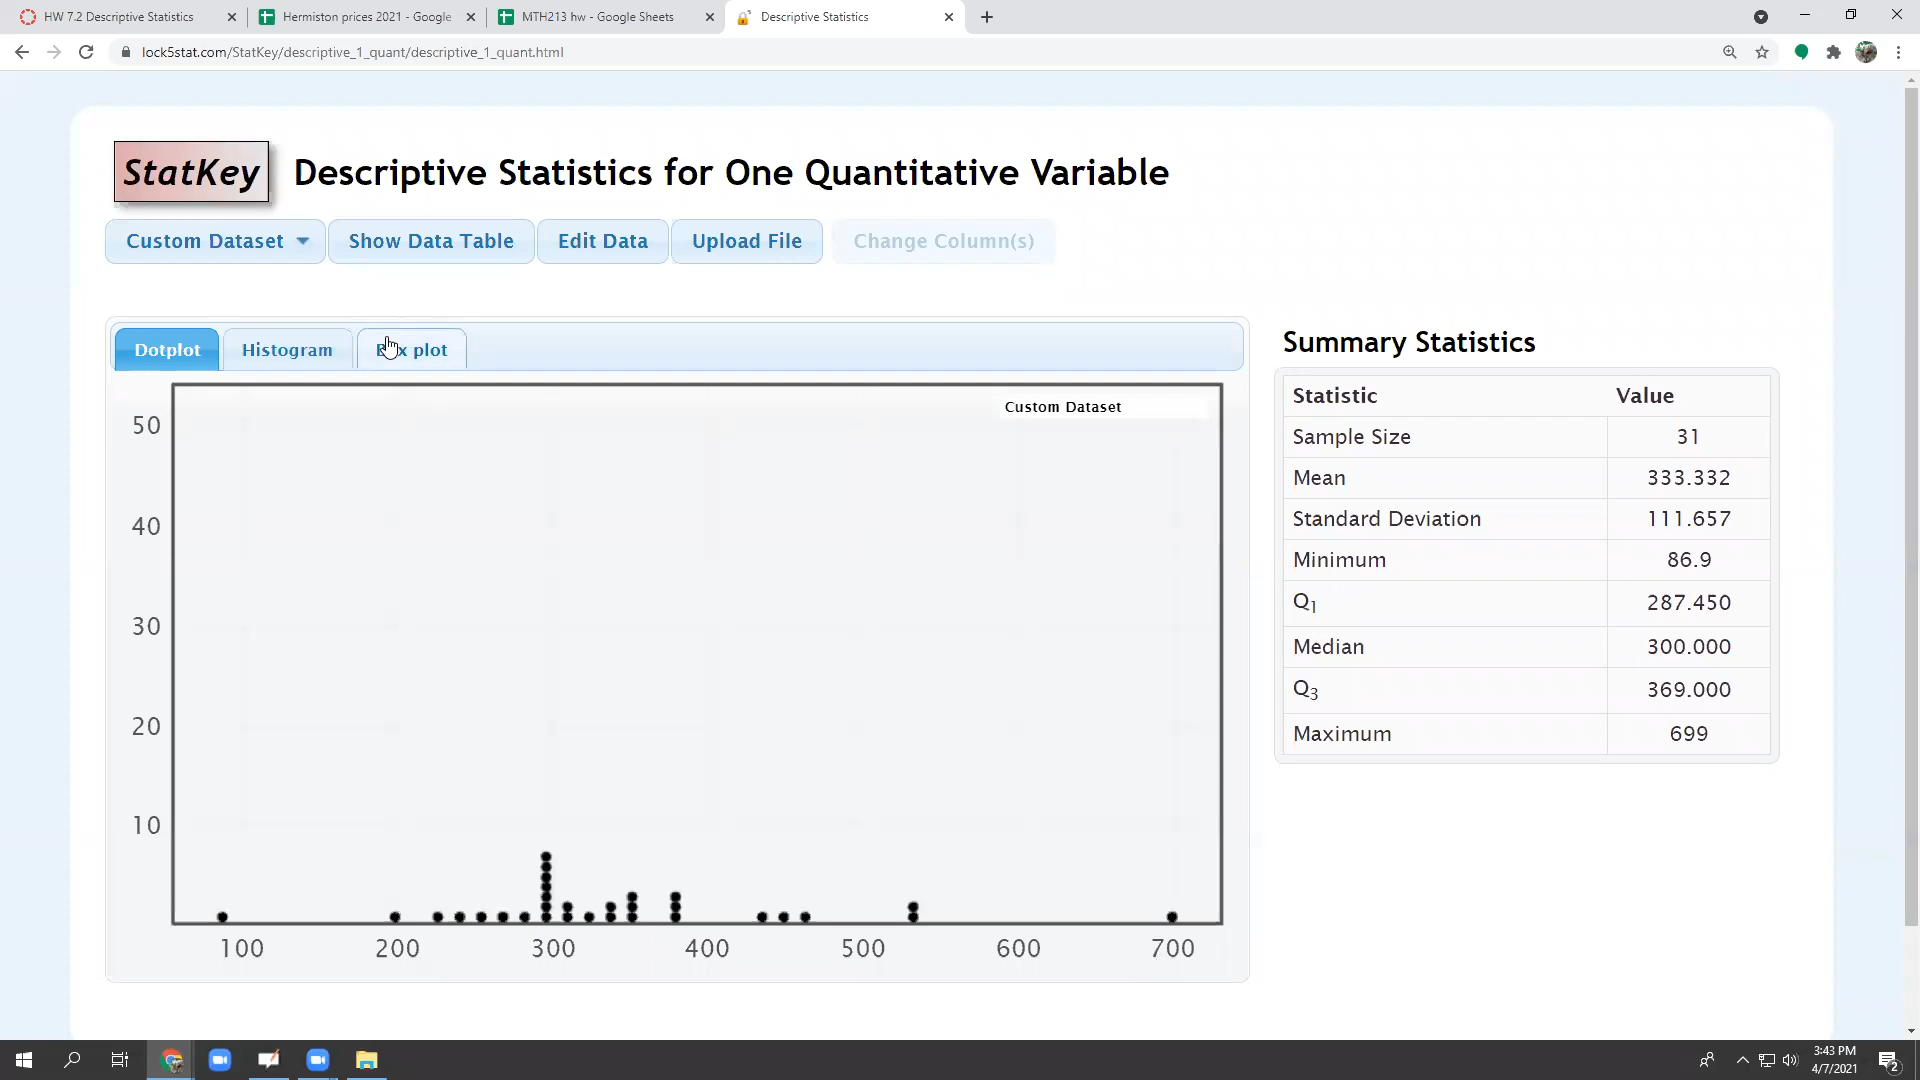 HW 7.2 Descriptive Statistics
Hermiston prices 2021 - Google
MTH213 hw - Google Sheets
Descriptive Statistics
lock5stat.com/StatKey/descriptive_1_quant/descriptive_1_quant.html
StatKey Descriptive Statistics for One Quantitative Variable
Custom Dataset Show Data Table Edit Data Upload File Change Column(s)
Dotplot Histogram plot
Custom Dataset
50
40
30
20
10
100 200 300 400 500 600 700
Summary Statistics
Statistic Value
Sample Size 31
Mean 333.332
Standard Deviation 111.657
Minimum 86.9
Q1 287.450
Median 300.000
Q3 369.000
Maximum 699
3:43 PM
4/7/2021
2